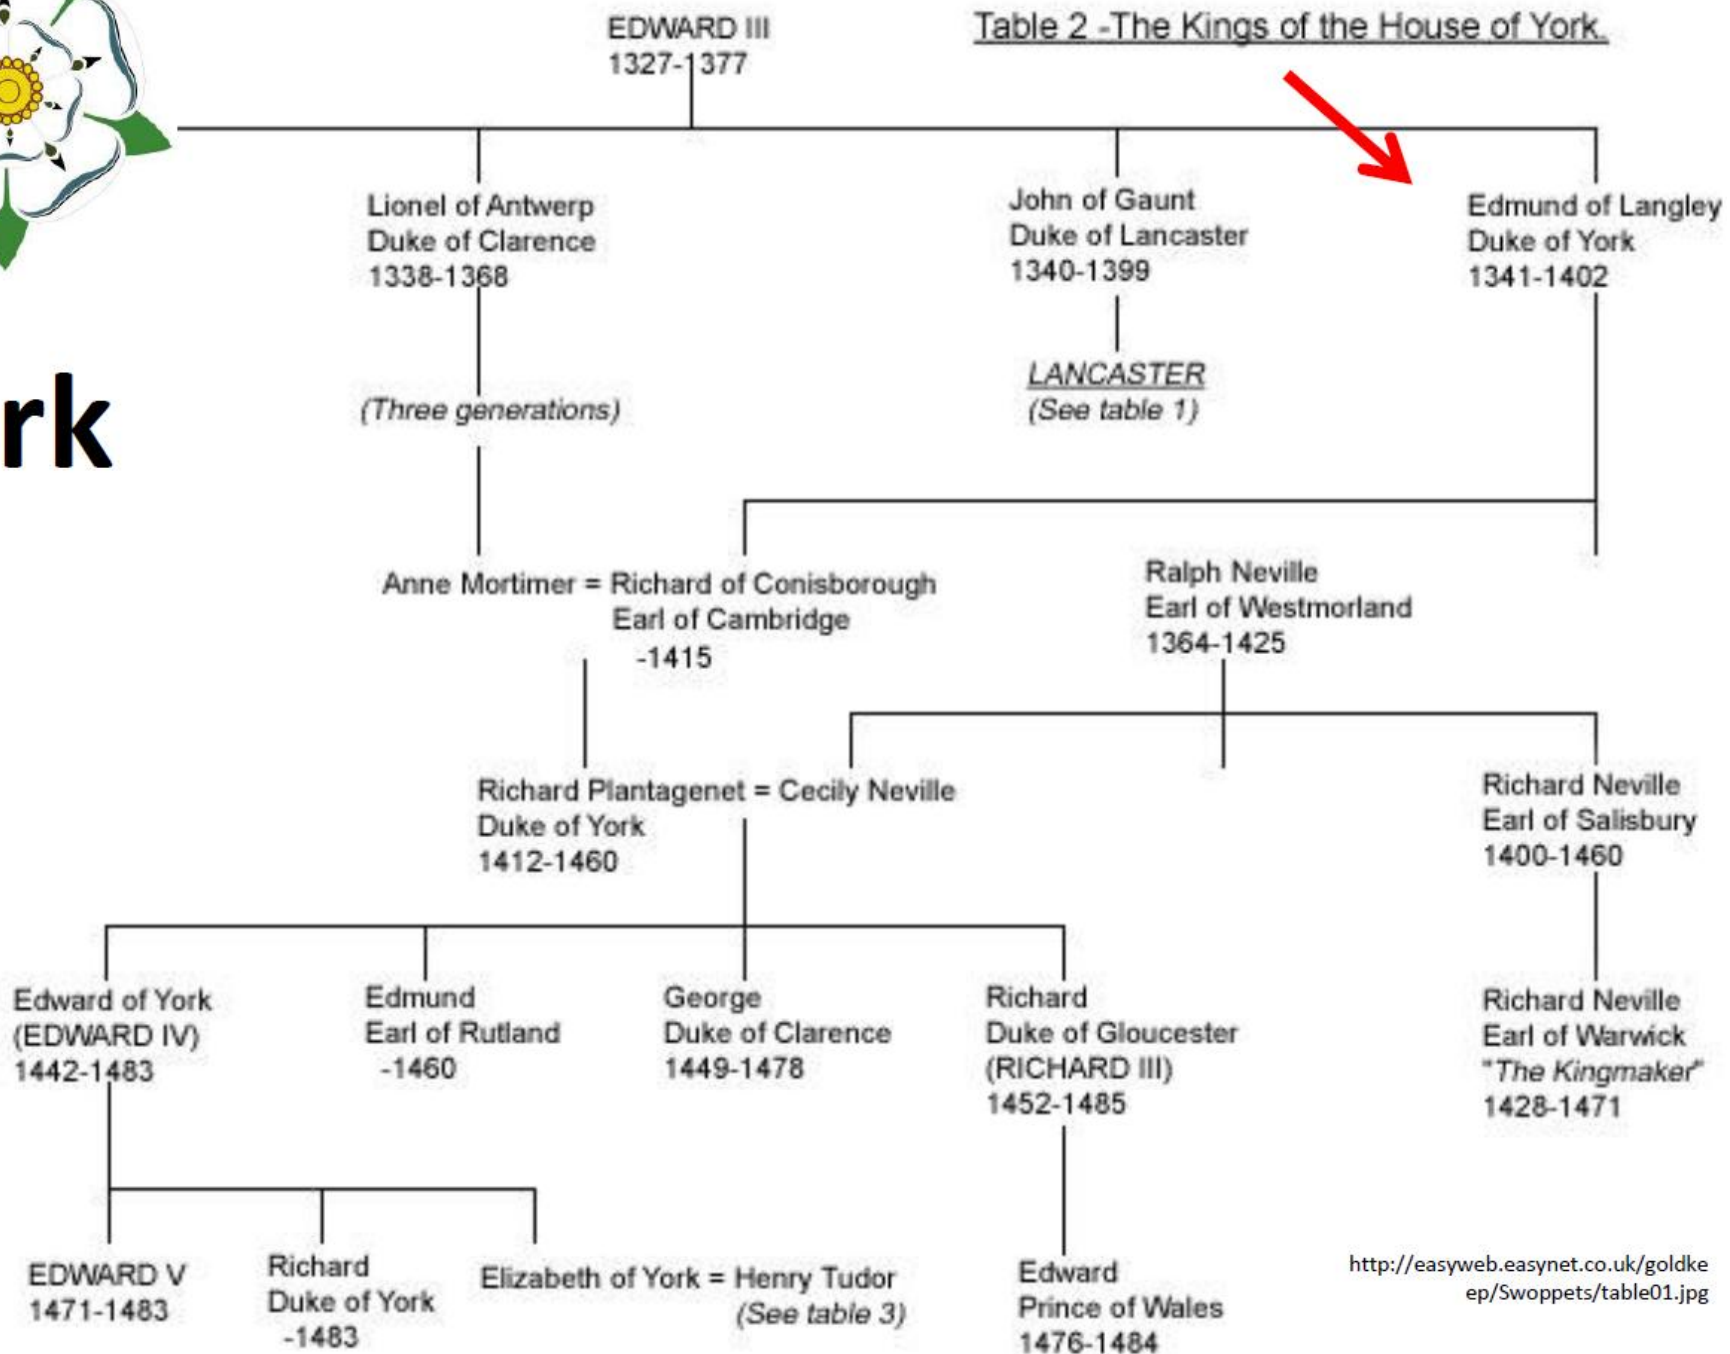 EDWARD III
1327-1377
Table 2 -The Kings of the House of York.
Lionel of Antwerp
Duke of Clarence
1338-1368
John of Gaunt
Duke of Lancaster
1340-1399
Edmund of Langley
Duke of York
1341-1402
rk
(Three generations)
LANCASTER
(See table 1)
Anne Mortimer = Richard of Conisborough
Earl of Cambridge
-1415
Ralph Neville
Earl of Westmorland
1364-1425
Richard Plantagenet = Cecily Neville
Duke of York
1412-1460
Richard Neville
Earl of Salisbury
1400-1460
Edward of York
(EDWARD IV)
1442-1483
Edmund
Earl of Rutland
-1460
George
Duke of Clarence
1449-1478
Richard
Duke of Gloucester
(RICHARD III)
1452-1485
Richard Neville
Earl of Warwick
"The Kingmaker"
1428-1471
EDWARD V
1471-1483
Richard
Duke of York
-1483
Elizabeth of York = Henry Tudor
(See table 3)
Edward
Prince of Wales
1476-1484
http://easyweb.easynet.co.uk/goldke
ep/Swoppets/table01.jpg